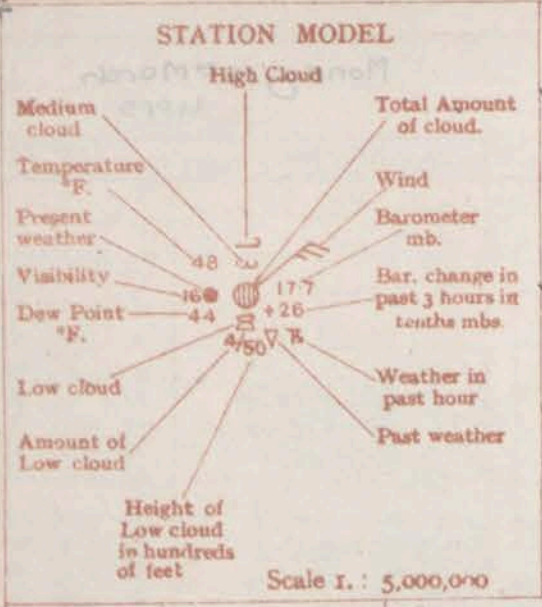 STATION MODEL
High Cloud
Medium
cloud
Total Amount
of cloud.
Temperature
°F.
Wind
Present
weather
Barometer
mb.
48
Visibility
16
177
Bar. change in
past 3 hours in
tenths mbs.
Dew Point
°F.
44
+26
4/50
Low cloud
Weather in
past hour
Amount of
Low cloud
Past weather
Height of
Low cloud
in hundreds
of feet
Scale 1. : 5,000,000